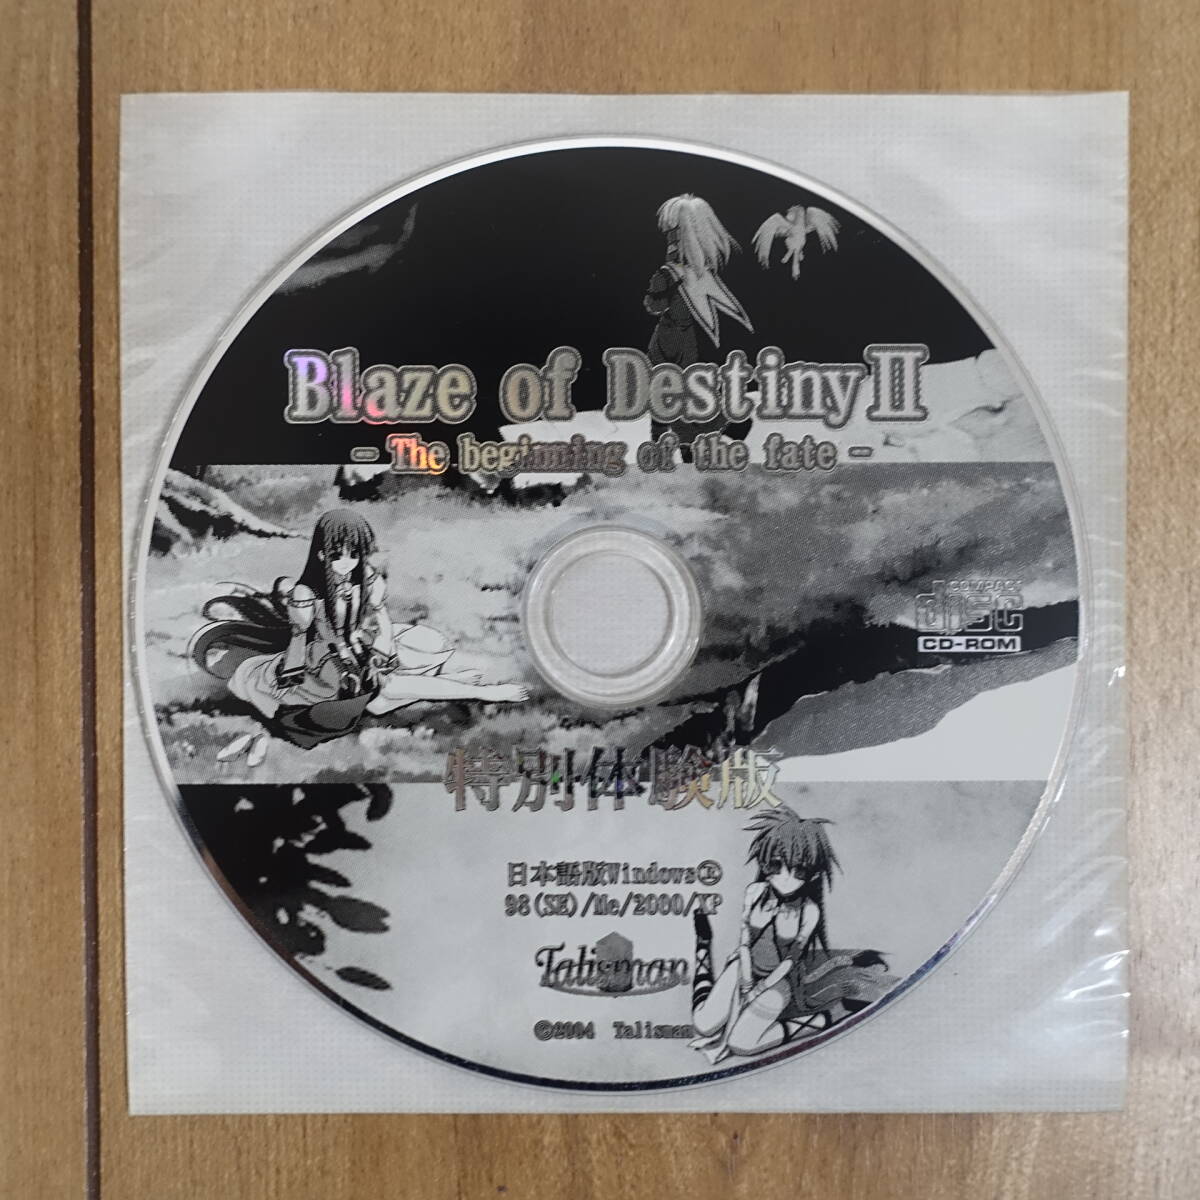 Blaze of Destiny II
- The beginning of the fate -
COMPACT
disc
CD-ROM
特別体験版
日本語版Windows®
98(SE)/Me/2000/XP
Talisman
©2004 Talisman